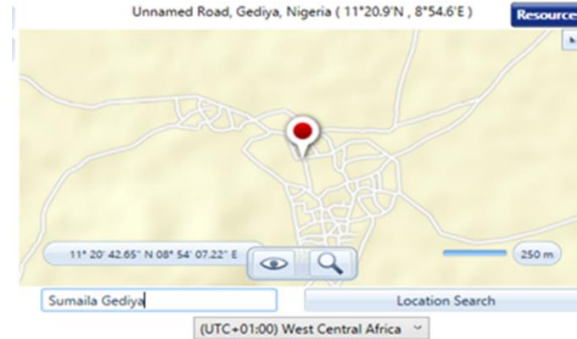 Unnamed Road, Gediya, Nigeria ( 11°20.9'N , 8°54.6'E )
Resource
11° 20' 42.65" N 08° 54' 07.22" E
250 m
Sumaila Gediya
Location Search
(UTC+01:00) West Central Africa